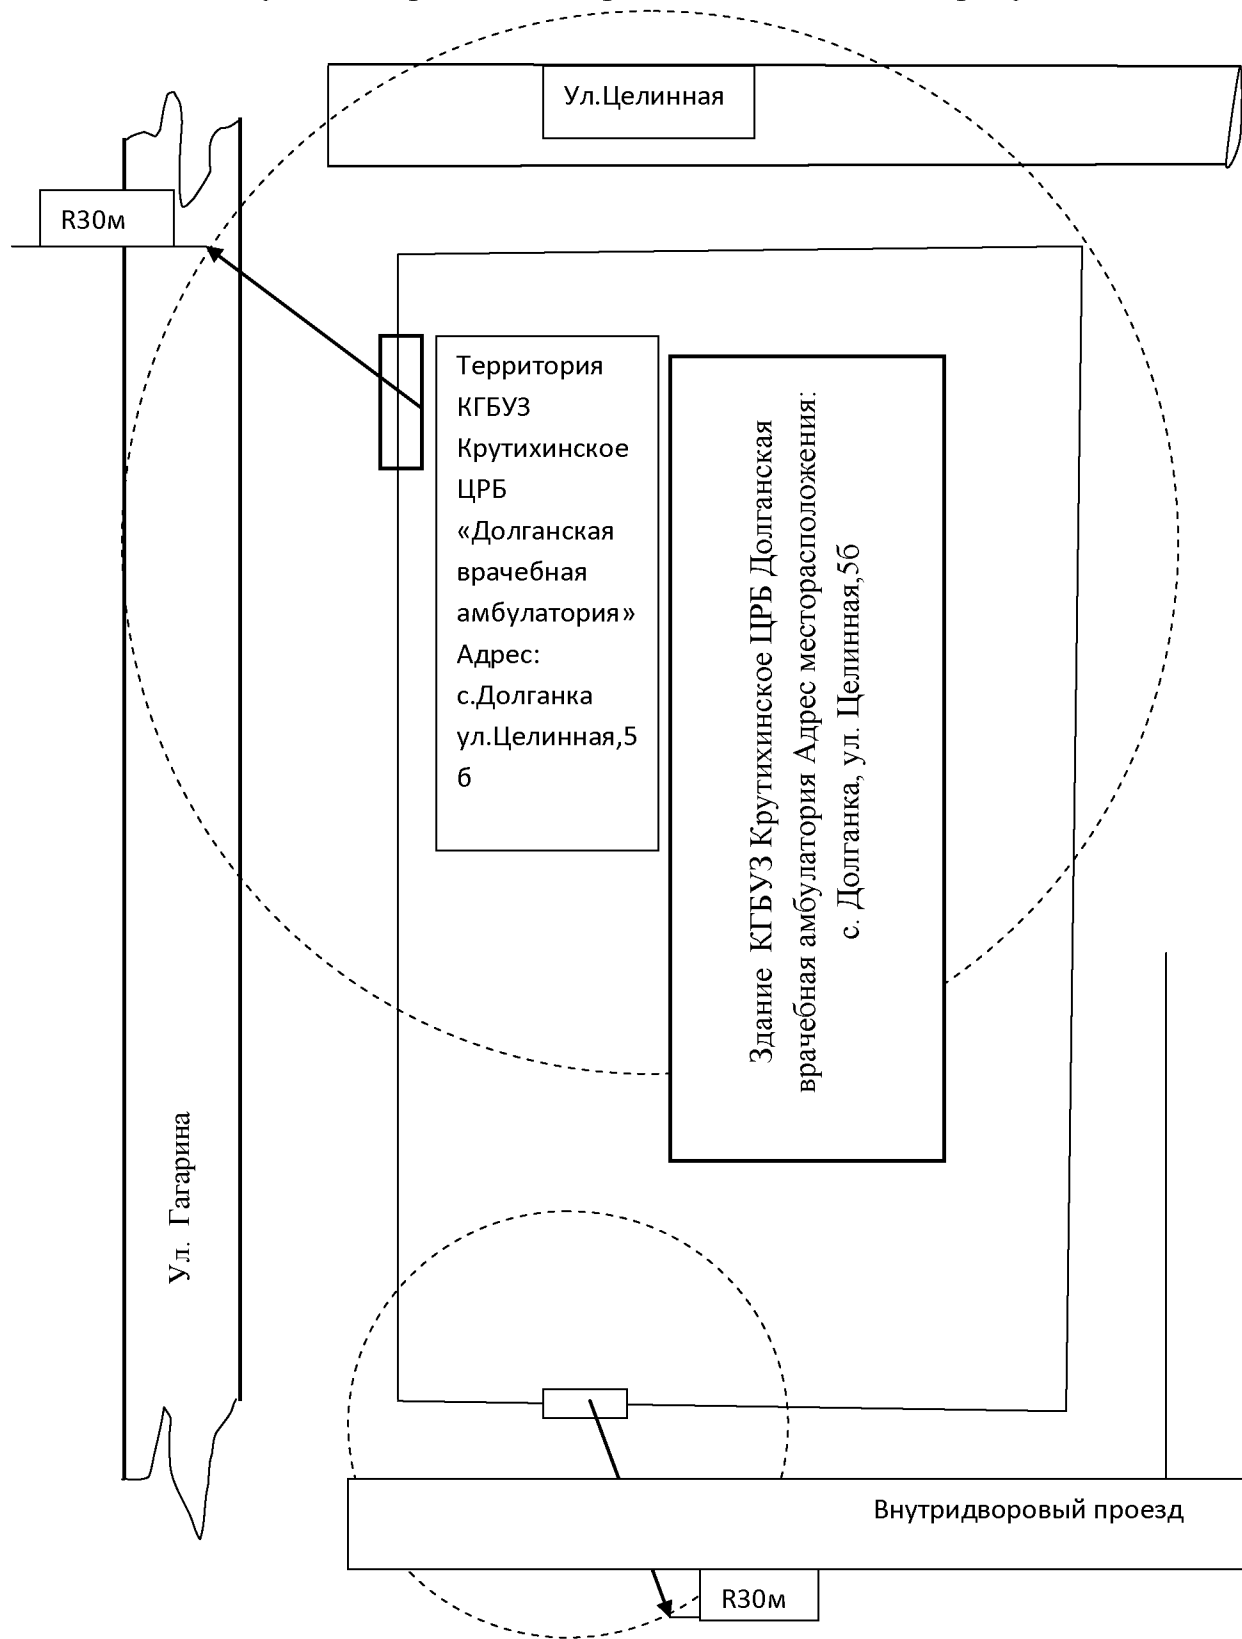 Ул.Целинная
R30м
Территория
КГБУЗ
Крутихинское
ЦРБ
«Долганская
врачебная
амбулатория»
Адрес:
с.Долганка
ул.Целинная,5
б
Здание КГБУЗ Крутихинское ЦРБ Долганская
врачебная амбулатория Адрес месторасположения:
с. Долганка, ул. Целинная,5б
Ул. Гагарина
Внутридворовый проезд
R30м